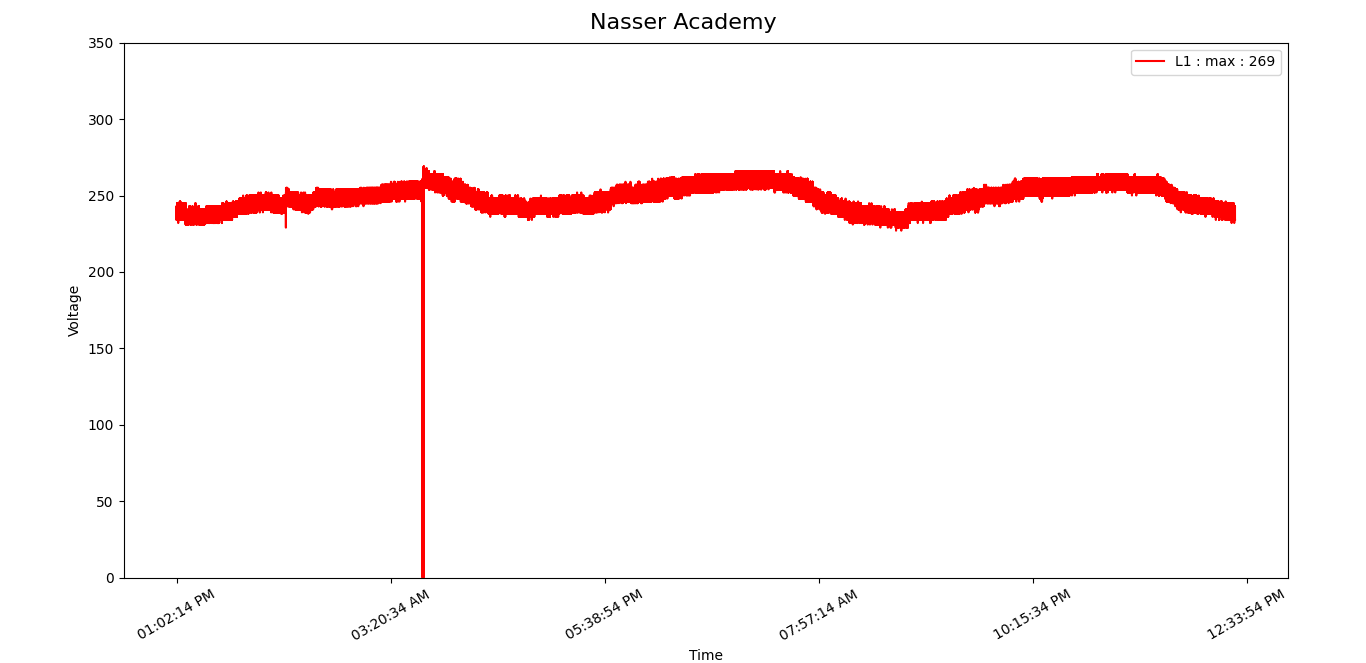 Nasser Academy
L1 : max : 269
350
300
250
200
150
100
50
0
Voltage
01:02:14 PM
03:20:34 AM
05:38:54 PM
07:57:14 AM
10:15:34 PM
12:33:54 PM
Time